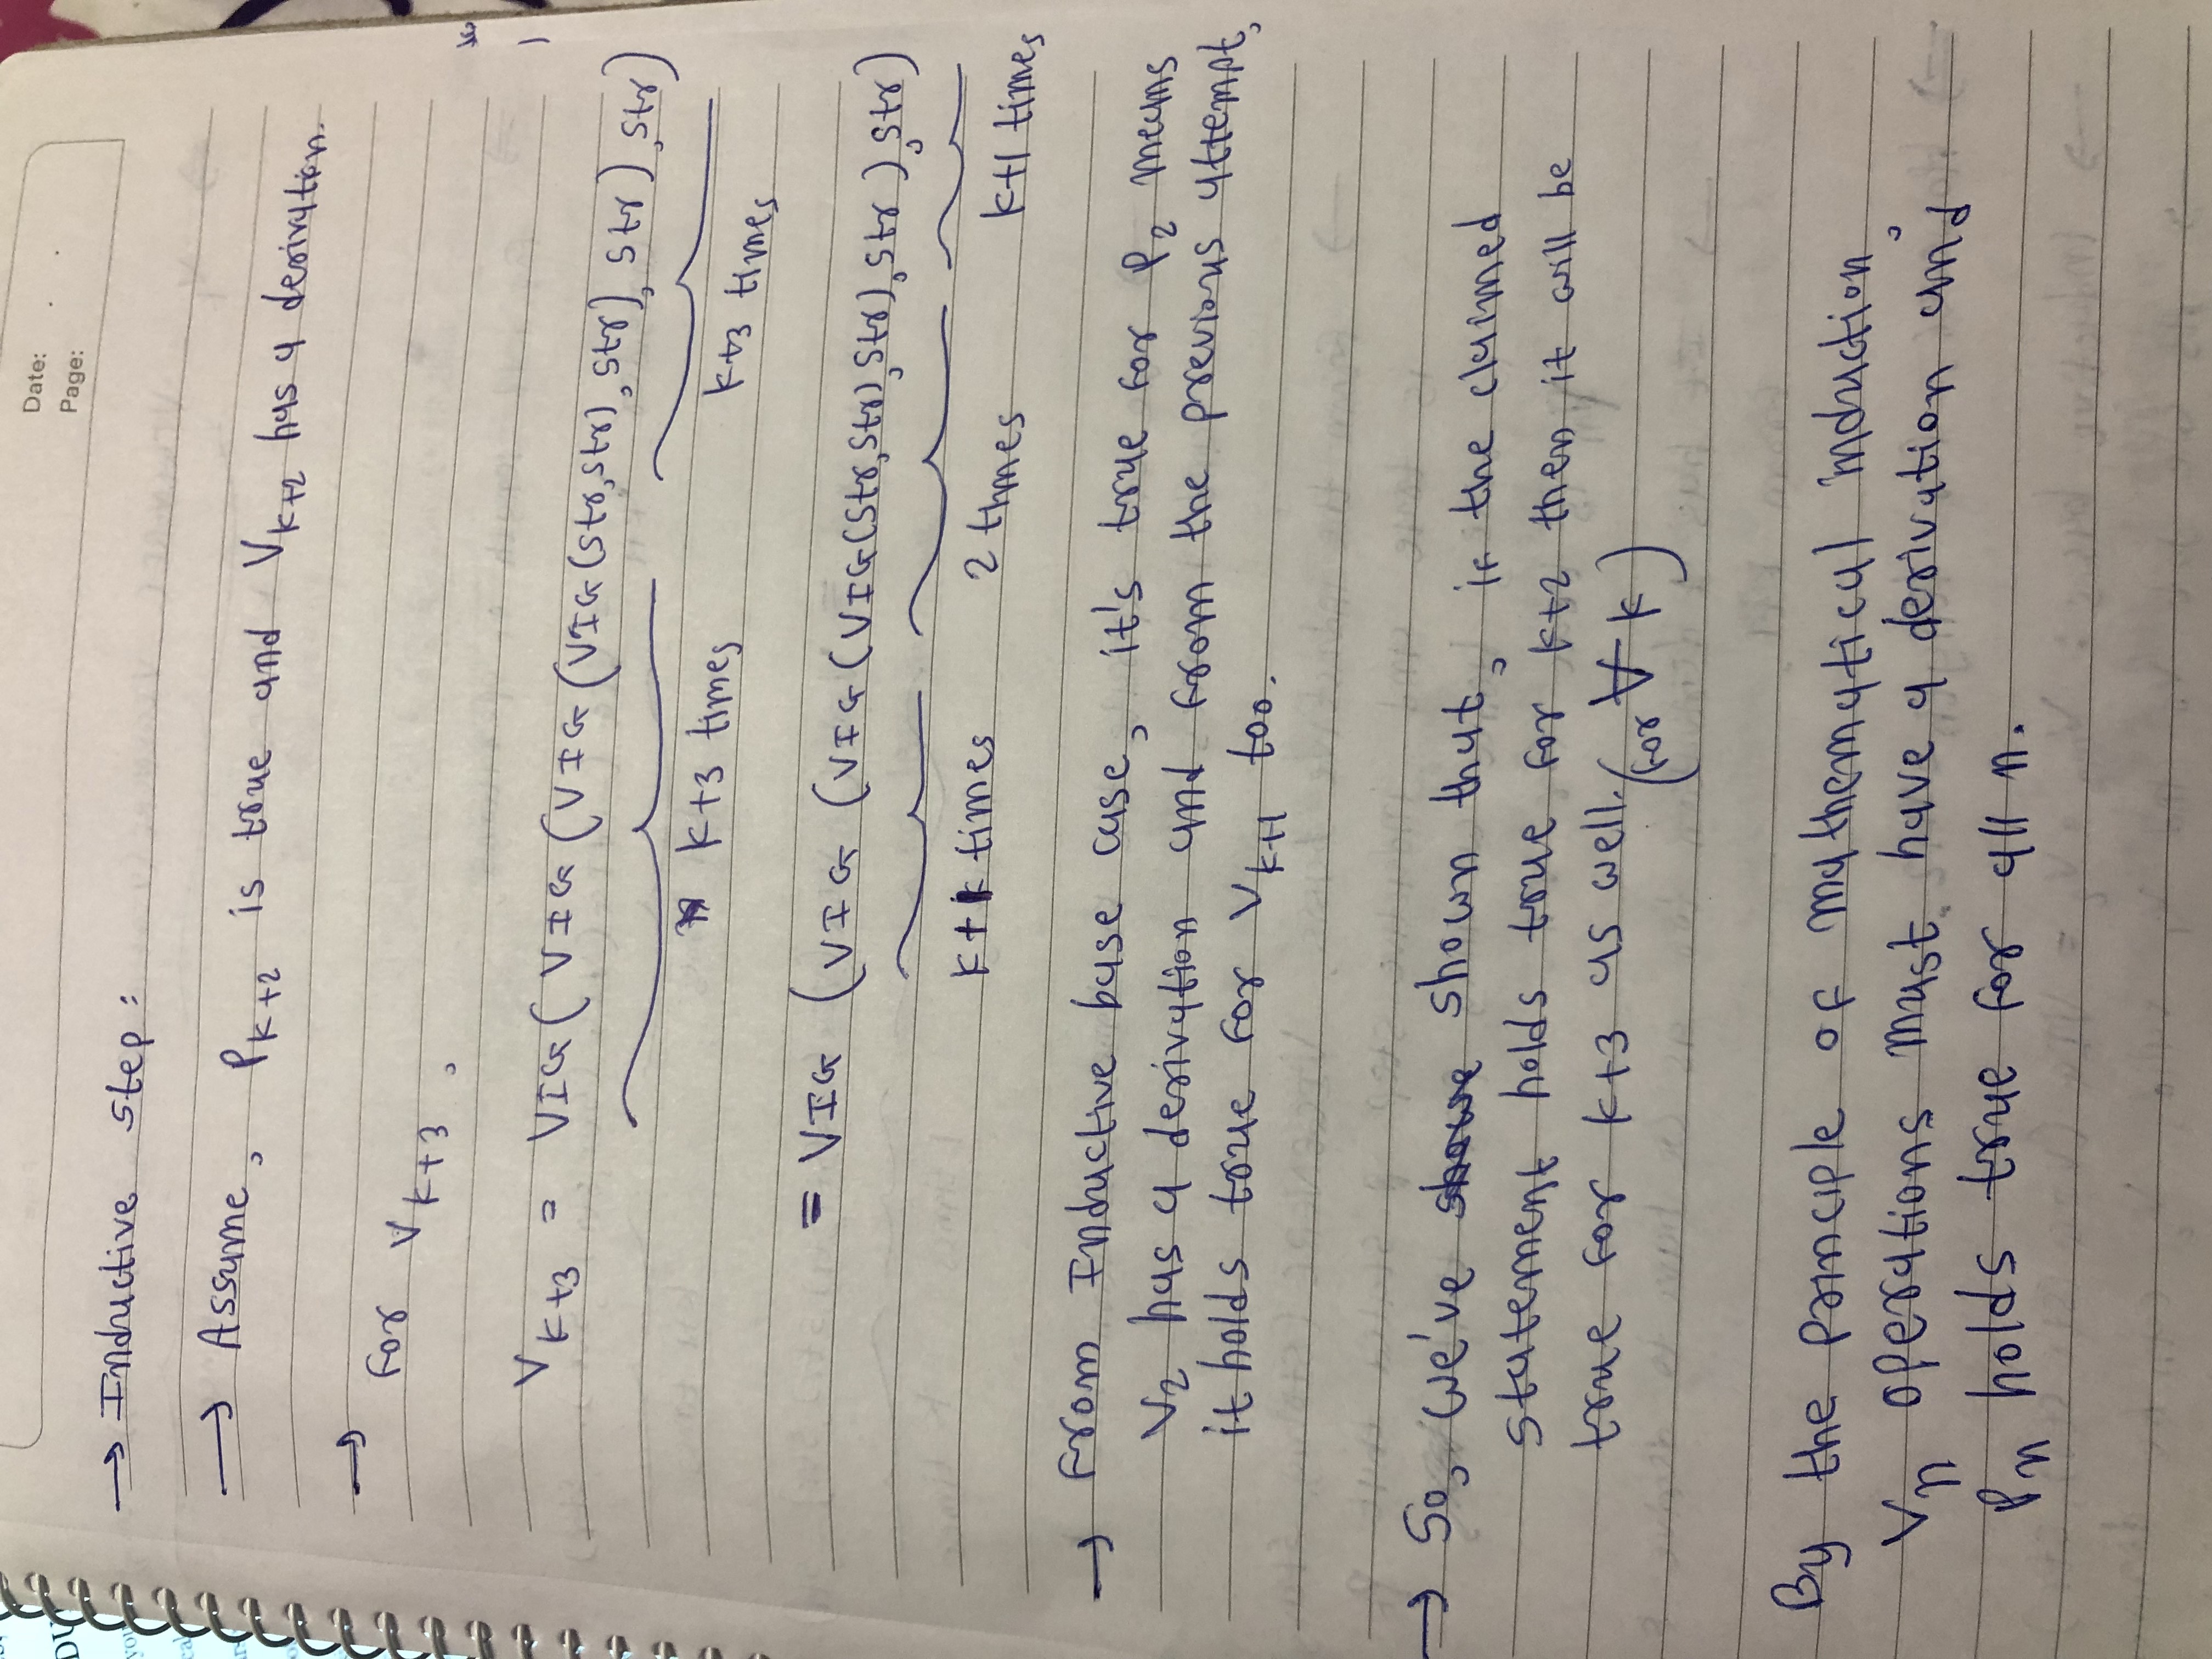 Date:
Page:
→ Inductive step :
→ Assume, P_{k+2} is true and V_{k+2} has a derivation.
→ For V_{k+3},
V_{k+3} = VIG( VIG (VIG (VIG(str,str), str), str), str)
k+3 times k+3 times
= VIG (VIG (VIG (VIG(str,str), str), str), str)
k+1 times 2 times k+1 times
→ From Inductive base case, it's true for P_2 means
V_2 has a derivation and from the previous attempt,
it holds true for V_{k+1} too.
→ So, we've shown that, if the claimed
statement holds true for k+2 then it will be
true for k+3 as well. (for ∀ k)
By the principle of mathematical induction,
V_n operations must have a derivation and
P_n holds true for all n.